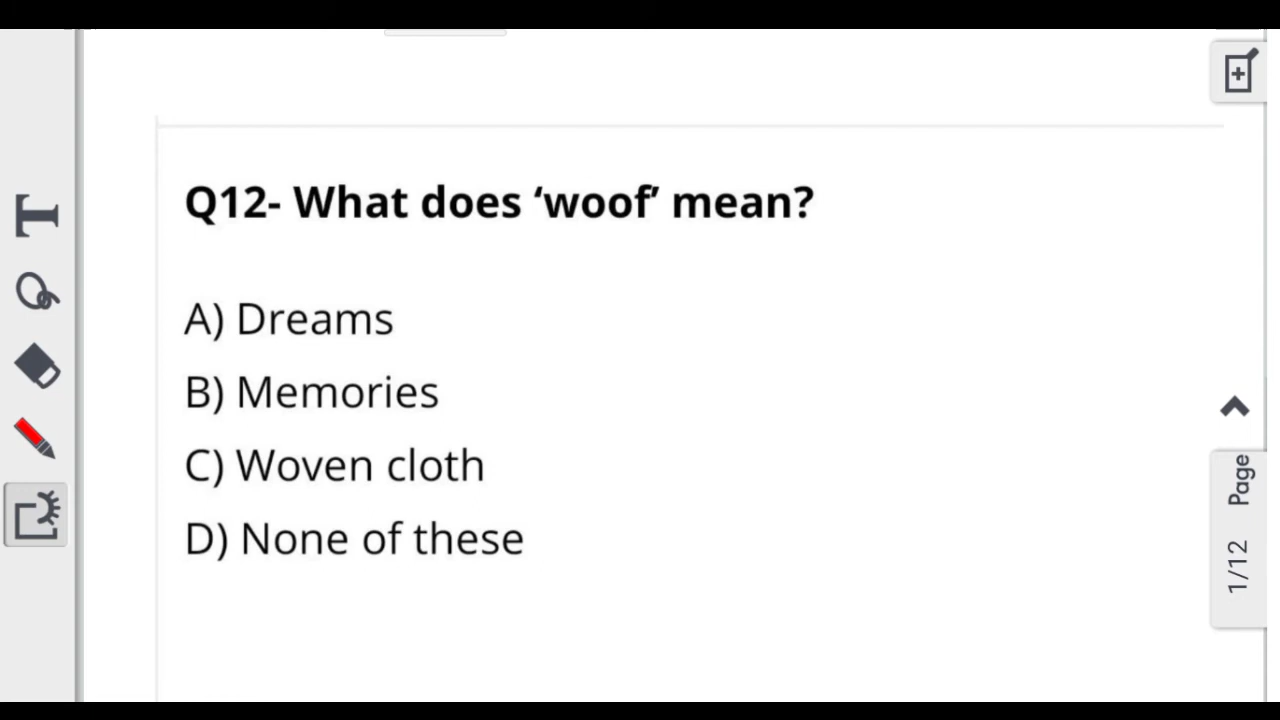 Q12- What does ‘woof’ mean?
A) Dreams
B) Memories
C) Woven cloth
D) None of these
T
Page
1/12